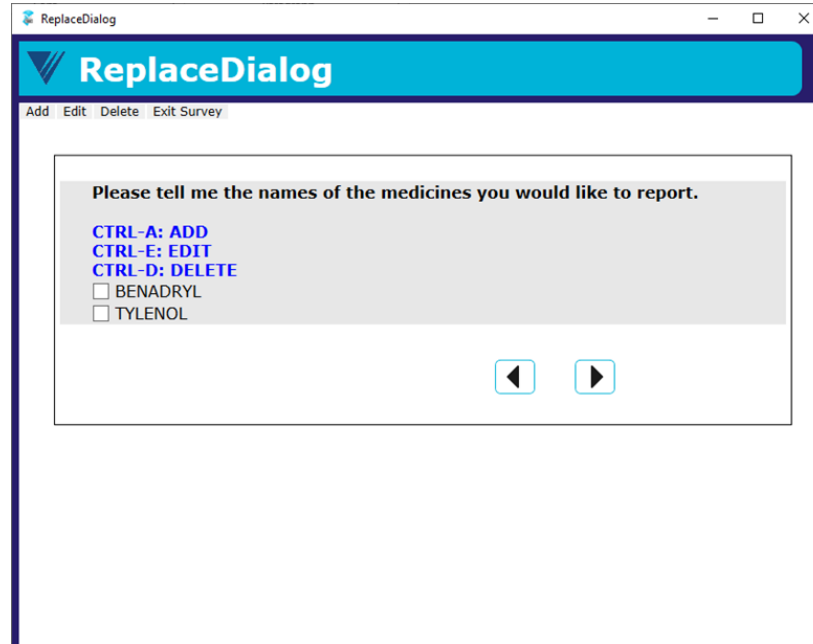 ReplaceDialog
ReplaceDialog
Add Edit Delete Exit Survey
Please tell me the names of the medicines you would like to report.
CTRL-A: ADD
CTRL-E: EDIT
CTRL-D: DELETE
BENADRYL
TYLENOL